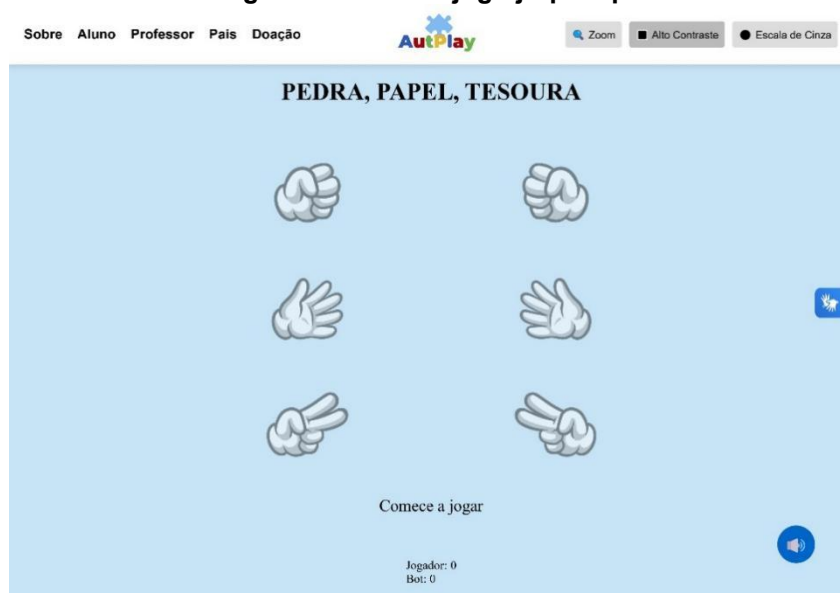 Sobre Aluno Professor Pais Doação AutPlay Zoom Alto Contraste Escala de Cinza
PEDRA, PAPEL, TESOURA
Comece a jogar
Jogador: 0
Bot: 0